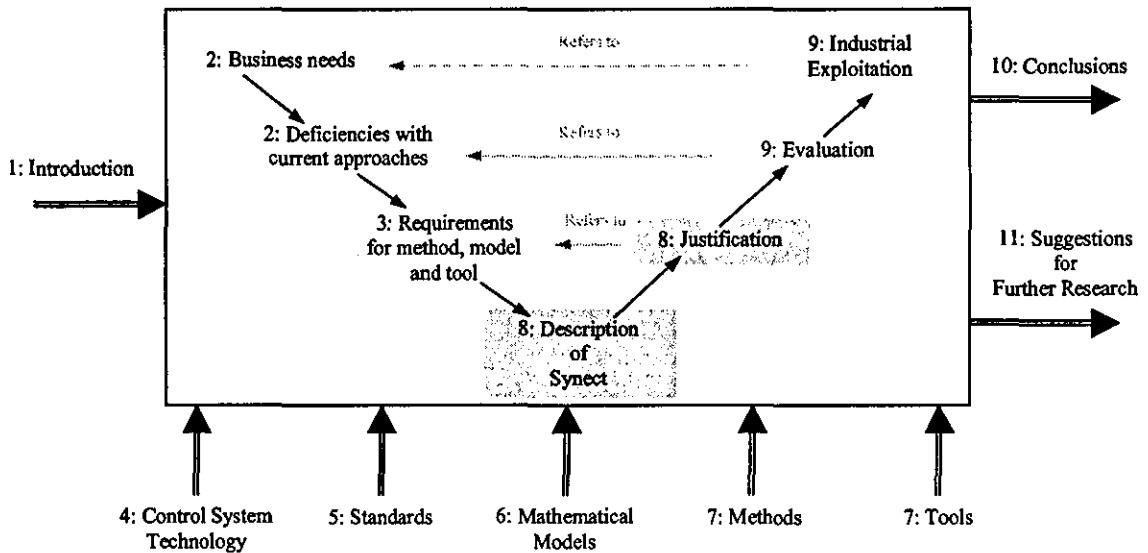 Refers to
9: Industrial
Exploitation
2: Business needs
10: Conclusions
Refers to
2: Deficiencies with
current approaches
9: Evaluation
1: Introduction
3: Requirements
for method, model
and tool
Refers to
8: Justification
11: Suggestions
for
Further Research
8: Description
of
Synect
4: Control System
Technology
5: Standards
6: Mathematical
Models
7: Methods
7: Tools